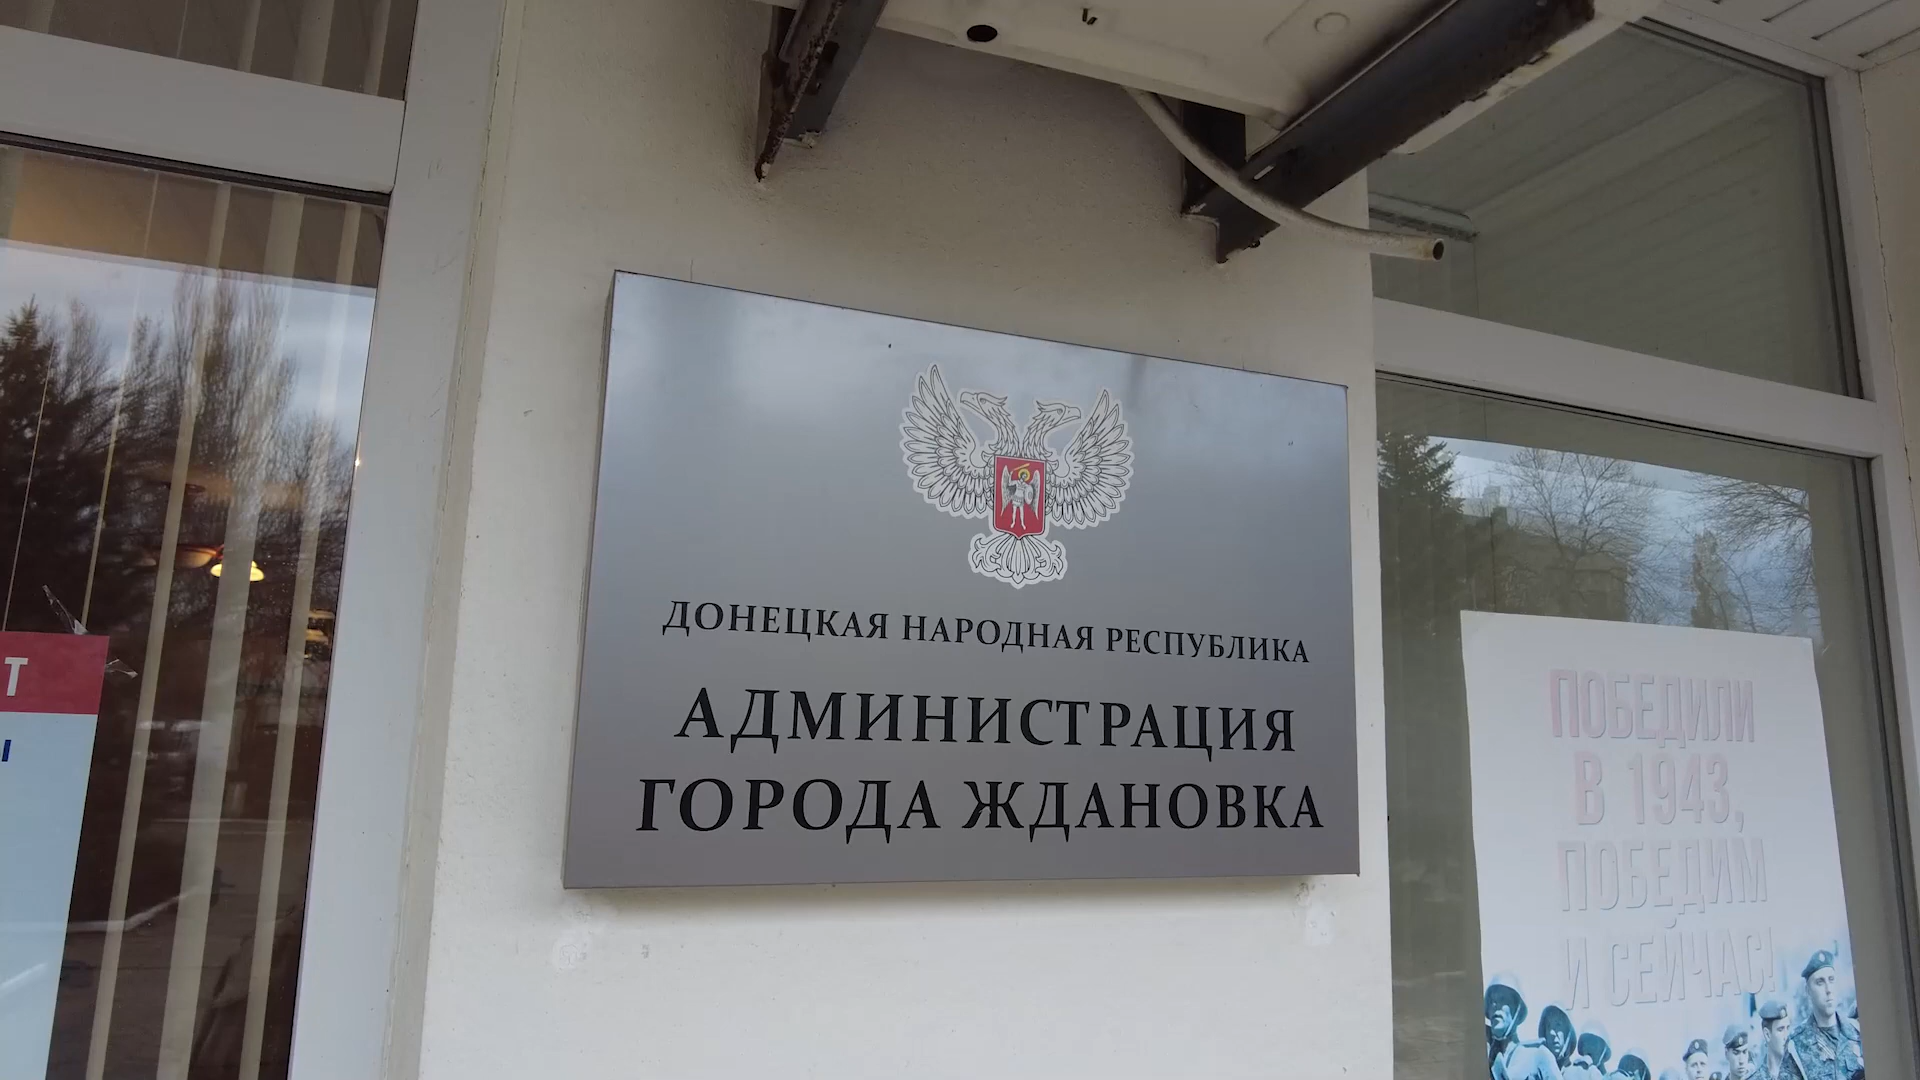 Т
Ы
ДОНЕЦКАЯ НАРОДНАЯ РЕСПУБЛИКА
АДМИНИСТРАЦИЯ
ГОРОДА ЖДАНОВКА
ПОБЕДИЛИ
В 1943,
ПОБЕДИМ
И СЕЙЧАС!